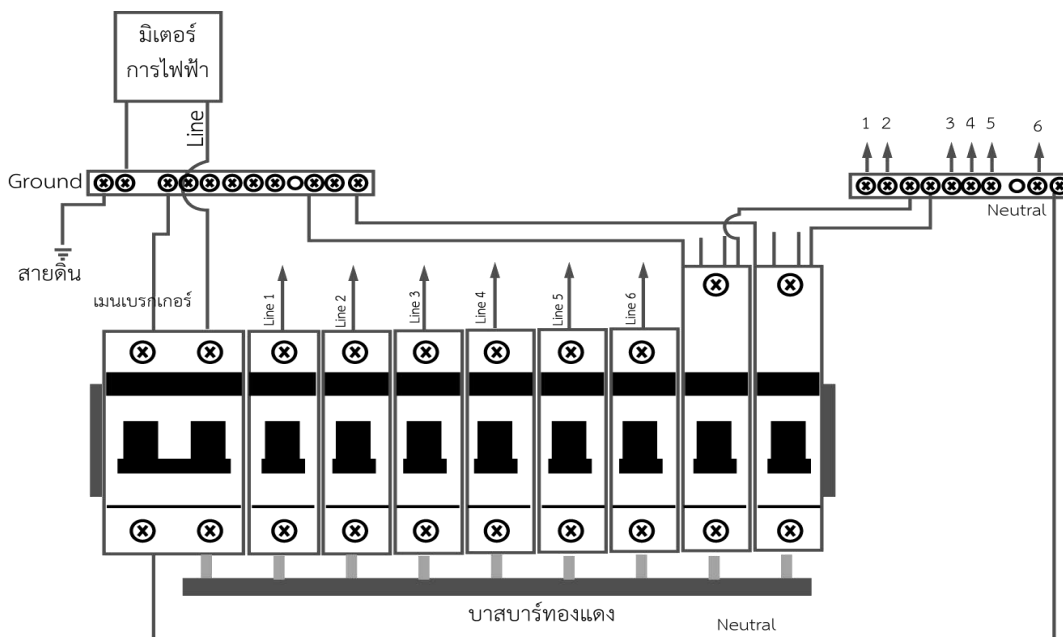 มิเตอร์
การไฟฟ้า
Line
Ground
สายดิน
เมนเบรกเกอร์
Line 1
Line 2
Line 3
Line 4
Line 5
Line 6
1 2 3 4 5 6
Neutral
บาสบาร์ทองแดง
Neutral